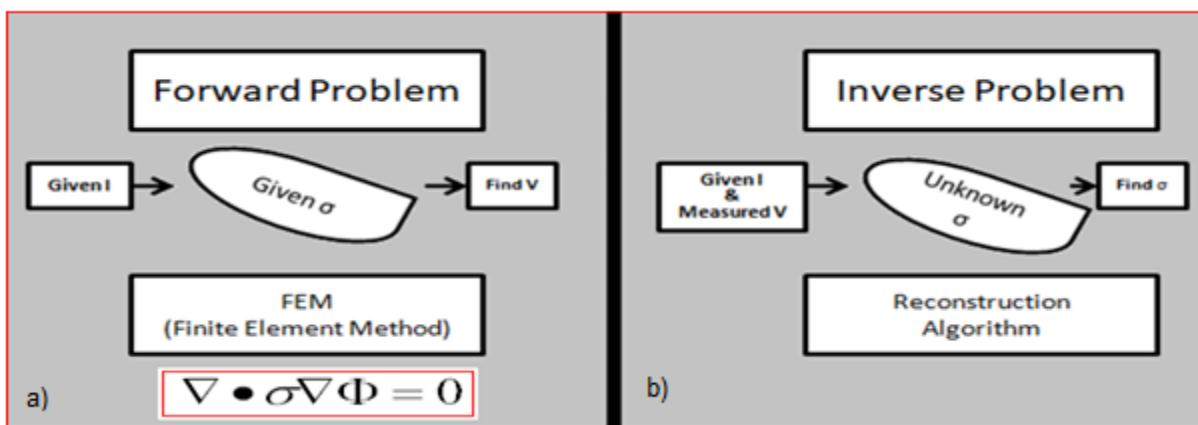 Forward Problem
Given I
Given σ
Find V
FEM
(Finite Element Method)
∇ • σ∇Φ = 0
a)
Inverse Problem
Given I
&
Measured V
Unknown
σ
Find σ
Reconstruction
Algorithm
b)